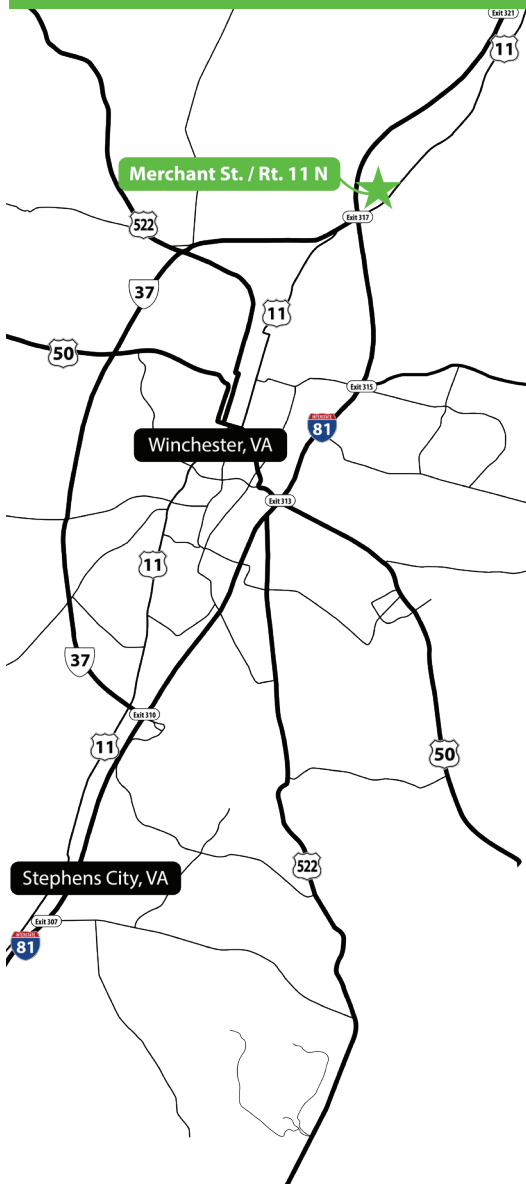 Exit 321
11
Merchant St. / Rt. 11 N
Exit 317
522
37
11
50
Exit 315
INTERSTATE
81
Winchester, VA
Exit 313
11
37
Exit 310
11
50
522
Stephens City, VA
Exit 307
INTERSTATE
81